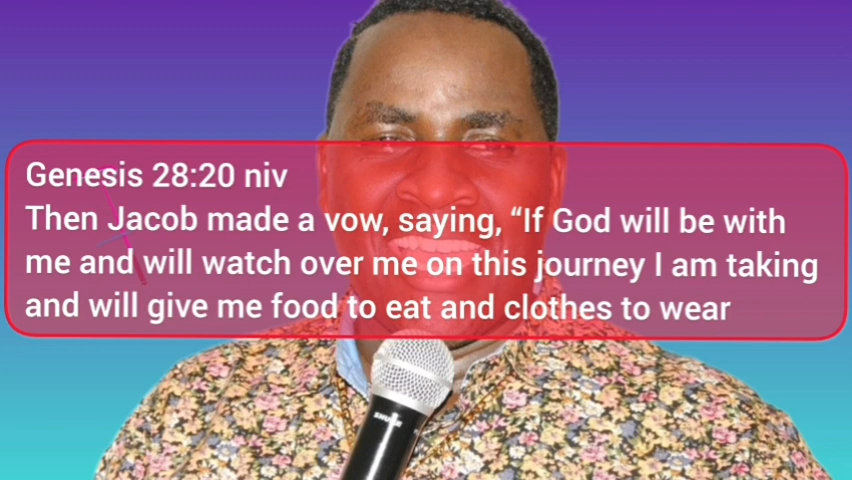 Genesis 28:20 niv
Then Jacob made a vow, saying, “If God will be with
me and will watch over me on this journey I am taking
and will give me food to eat and clothes to wear
SHURE